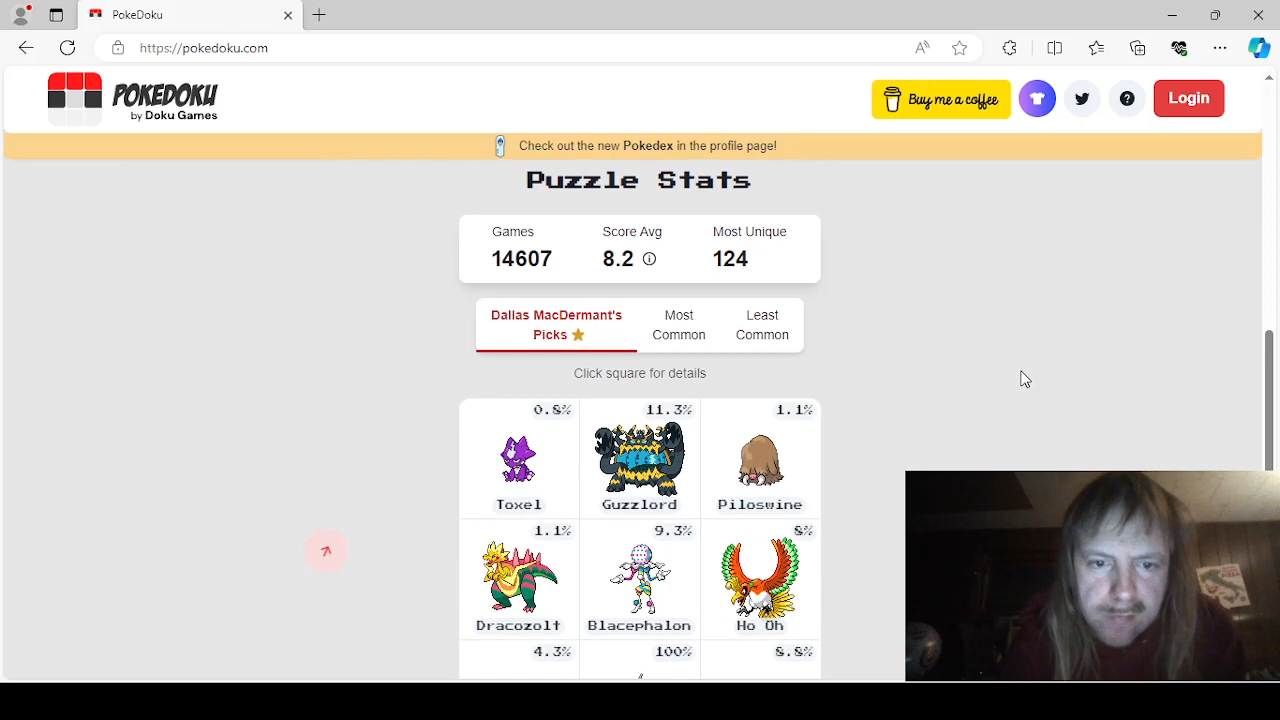 PokeDoku
https://pokedoku.com
POKEDOKU
by Doku Games
Buy me a coffee
Login
Check out the new Pokedex in the profile page!
Puzzle Stats
Games
Score Avg
Most Unique
14607
8.2
124
Dallas MacDermant's
Picks
Most
Common
Least
Common
Click square for details
0.8%
11.3%
1.1%
Toxel
Guzzlord
Piloswine
1.1%
9.3%
8%
Dracozolt
Blacephalon
Ho Oh
4.3%
100%
8.8%